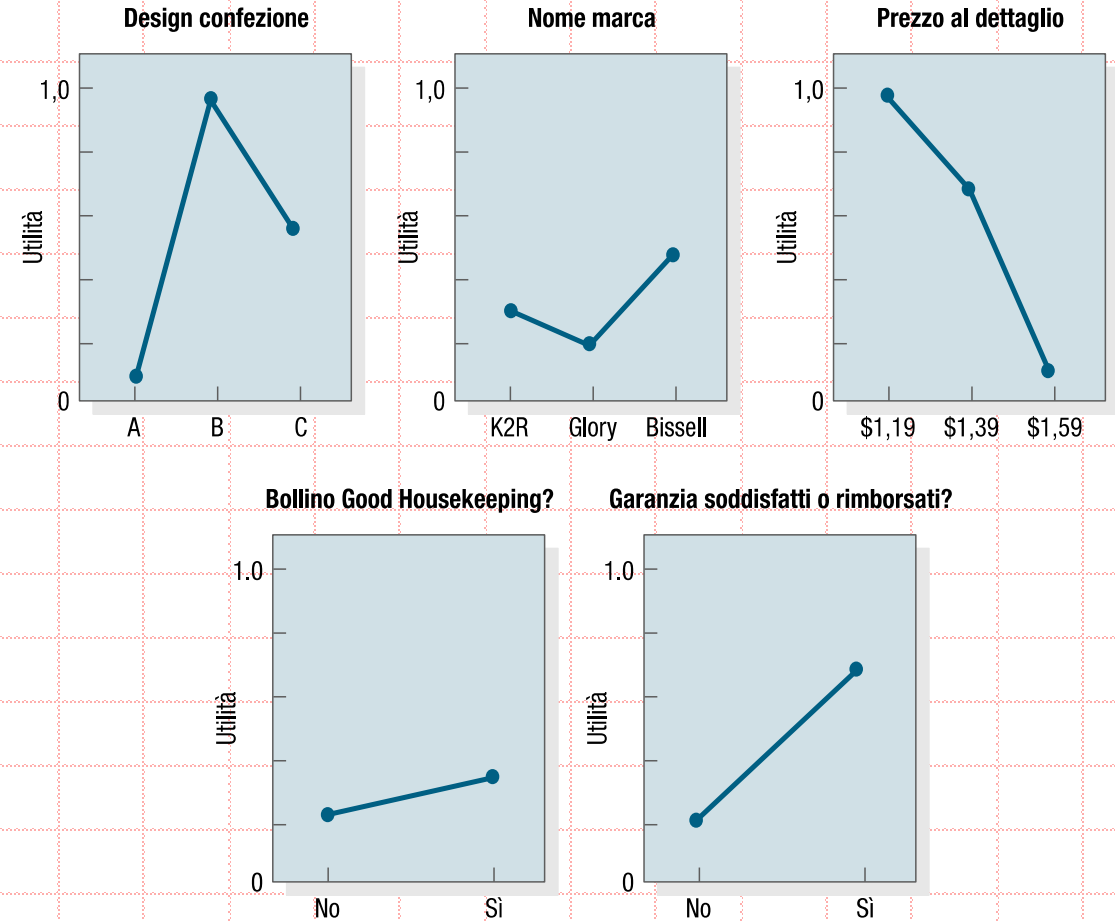 Design confezione
Nome marca
Prezzo al dettaglio
1,0
1,0
1,0
Utilità
Utilità
Utilità
0
0
0
A B C
K2R Glory Bissell
$1,19 $1,39 $1,59
Bollino Good Housekeeping?
Garanzia soddisfatti o rimborsati?
1.0
1.0
Utilità
Utilità
0
0
No Sì
No Sì